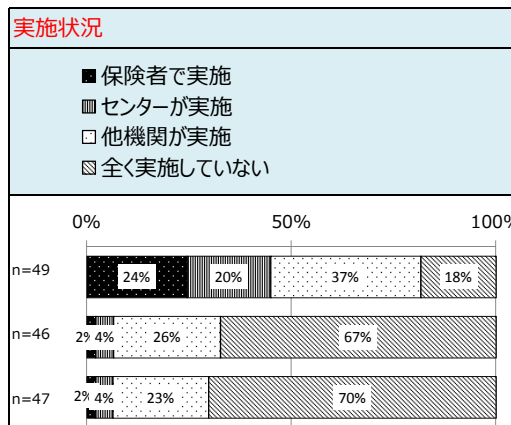 実施状況
保険者で実施
センターが実施
他機関が実施
全く実施していない
0% 50% 100%
n=49 24% 20% 37% 18%
n=46 2% 4% 26% 67%
n=47 2% 4% 23% 70%